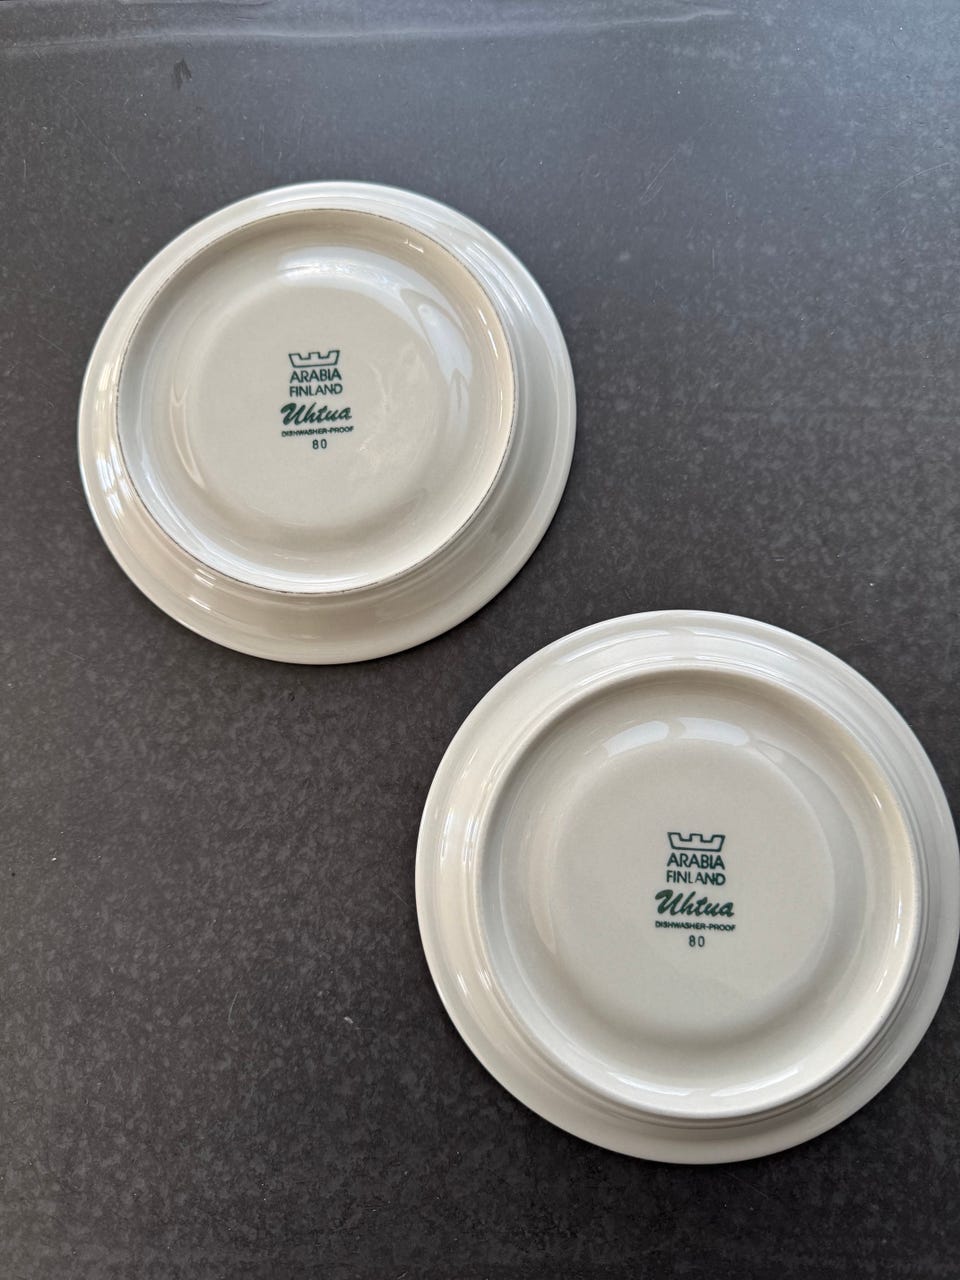 ARABIA
FINLAND
Uhtua
DISHWASHER-PROOF
80
ARABIA
FINLAND
Uhtua
DISHWASHER-PROOF
80